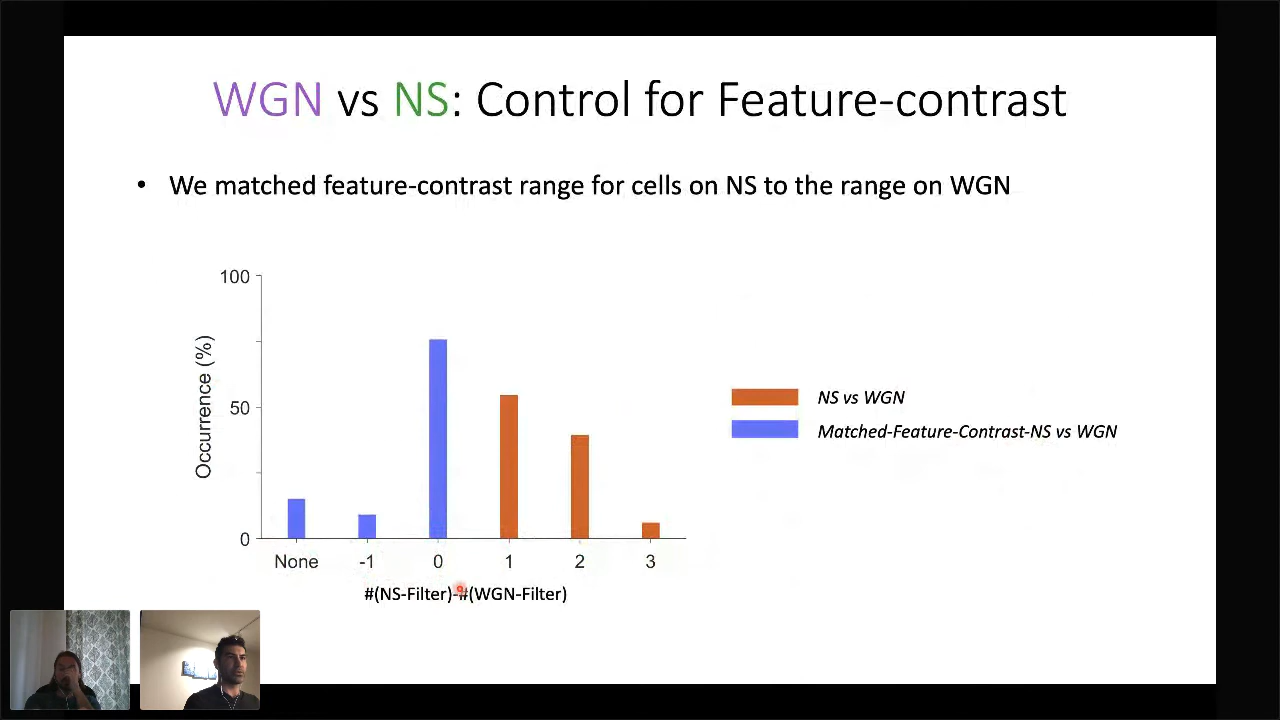 WGN vs NS: Control for Feature-contrast
• We matched feature-contrast range for cells on NS to the range on WGN
100
50
0
Occurrence (%)
None -1 0 1 2 3
#(NS-Filter)-#(WGN-Filter)
NS vs WGN
Matched-Feature-Contrast-NS vs WGN